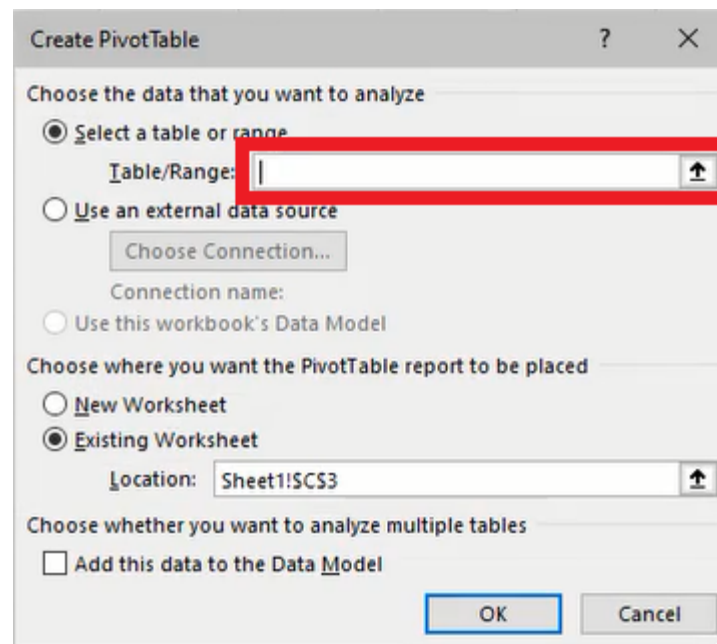 Create PivotTable ?
Choose the data that you want to analyze
Select a table or range
Table/Range:
Use an external data source
Choose Connection...
Connection name:
Use this workbook's Data Model
Choose where you want the PivotTable report to be placed
New Worksheet
Existing Worksheet
Location: Sheet1!$C$3
Choose whether you want to analyze multiple tables
Add this data to the Data Model
OK Cancel